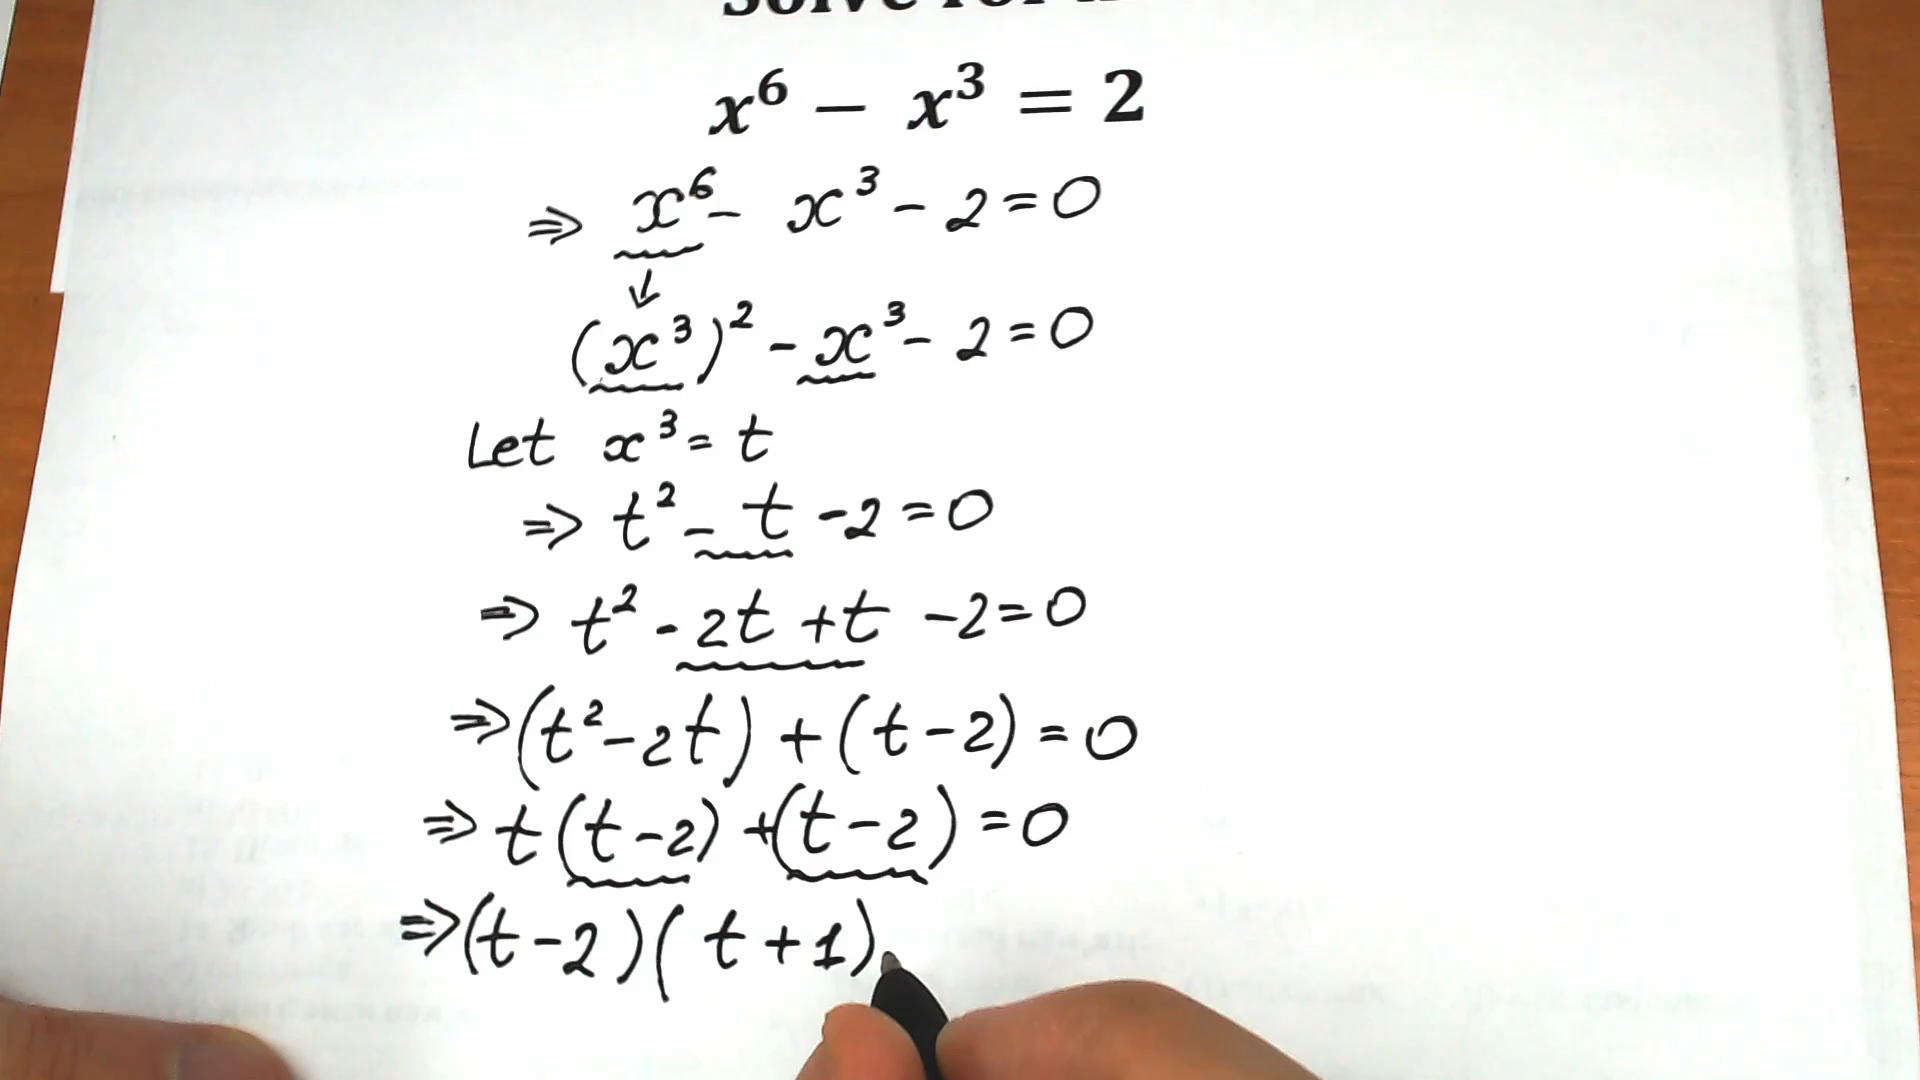 x⁶ − x³ = 2
⇒ x⁶ - x³ - 2 = 0
↓
(x³)² - x³ - 2 = 0
Let x³ = t
⇒ t² - t - 2 = 0
⇒ t² - 2t + t - 2 = 0
⇒ (t² - 2t) + (t - 2) = 0
⇒ t(t - 2) + (t - 2) = 0
⇒ (t - 2)(t + 1)